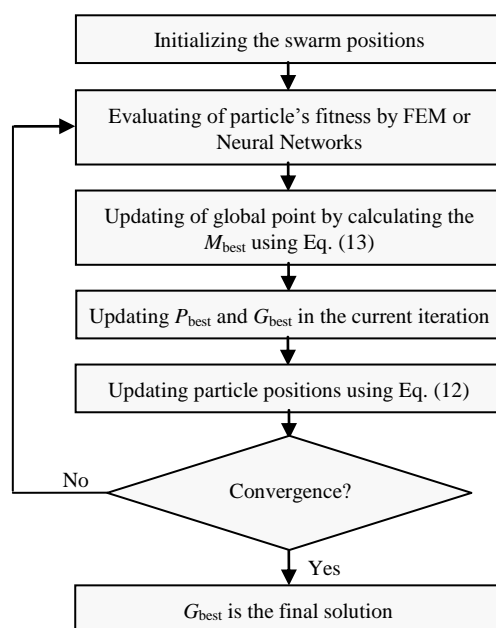 Initializing the swarm positions
Evaluating of particle's fitness by FEM or
Neural Networks
Updating of global point by calculating the
Mbest using Eq. (13)
Updating Pbest and Gbest in the current iteration
Updating particle positions using Eq. (12)
No
Convergence?
Yes
Gbest is the final solution